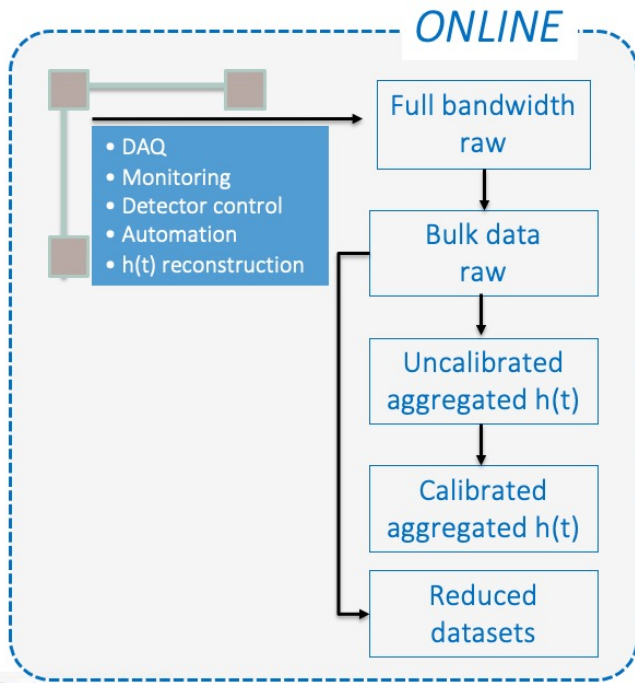 ONLINE
• DAQ
• Monitoring
• Detector control
• Automation
• h(t) reconstruction
Full bandwidth
raw
Bulk data
raw
Uncalibrated
aggregated h(t)
Calibrated
aggregated h(t)
Reduced
datasets